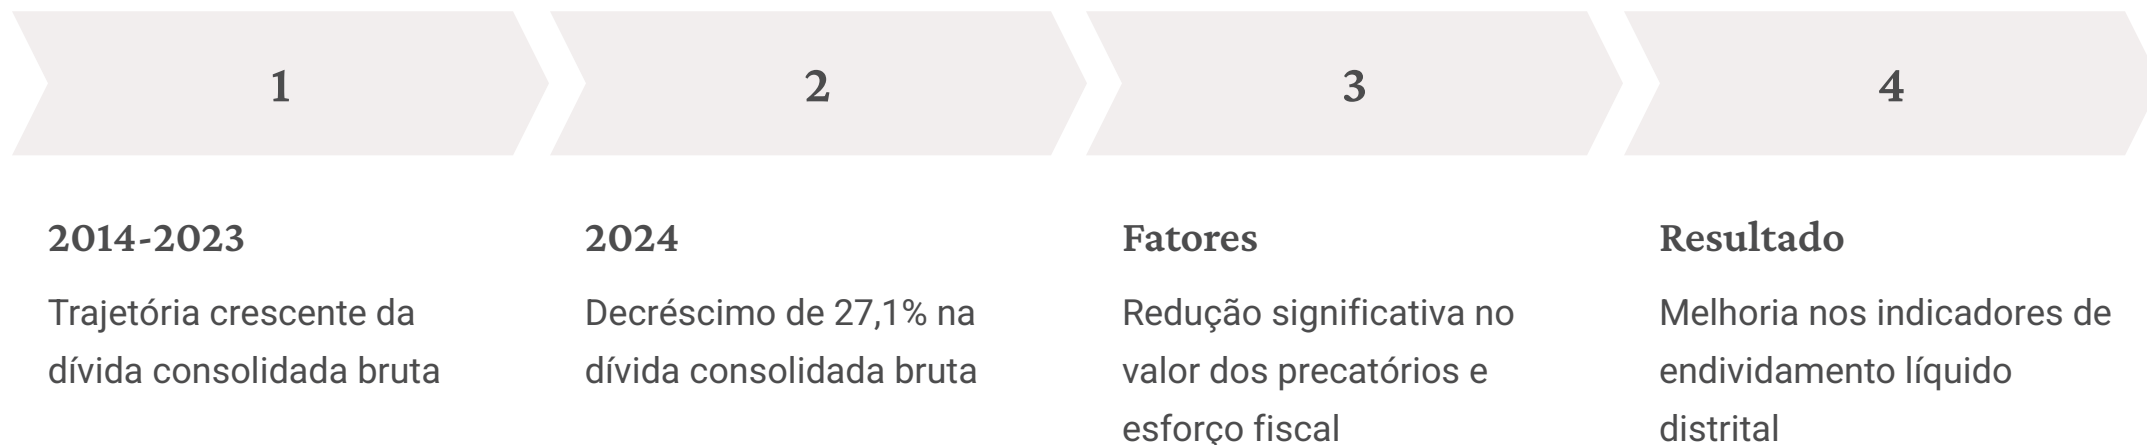 1
2
3
4
2014-2023
Trajetória crescente da
dívida consolidada bruta
2024
Decréscimo de 27,1% na
dívida consolidada bruta
Fatores
Redução significativa no
valor dos precatórios e
esforço fiscal
Resultado
Melhoria nos indicadores de
endividamento líquido
distrital